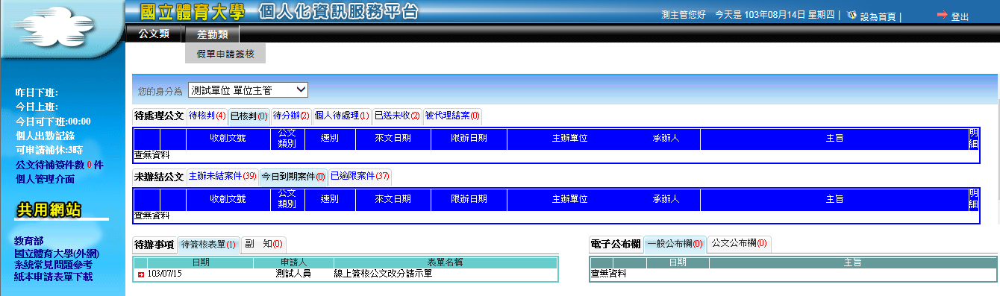 國立體育大學 個人化資訊服務平台
測主管您好 今天是 103年08月14日 星期四 | 設為首頁 | 登出
公文類 差勤類
假單申請簽核
昨日下班:
今日上班:
今日可下班:00:00
個人出勤記錄
可申請補休:3時
公文待補簽件數 0 件
個人管理介面
共用網站
教育部
國立體育大學(外網)
系統常見問題參考
紙本申請表單下載
您的身分為 測試單位 單位主管
待處理公文 待核判(4) 已核判(0) 待分辦(2) 個人待處理(1) 已送未收(2) 被代理結案(0)
收創文號 公文類別 速別 來文日期 限辦日期 主辦單位 承辦人 主旨 明細
查無資料
未辦結公文 主辦未結案件(39) 今日到期案件(0) 已逾限案件(37)
收創文號 公文類別 速別 來文日期 限辦日期 主辦單位 承辦人 主旨 明細
查無資料
待辦事項 待簽核表單(1) 副 知(0)
日期 申請人 表單名稱
103/07/15 測試人員 線上簽核公文改分請示單
電子公布欄 一般公布欄(0) 公文公布欄(0)
日期 主旨
查無資料